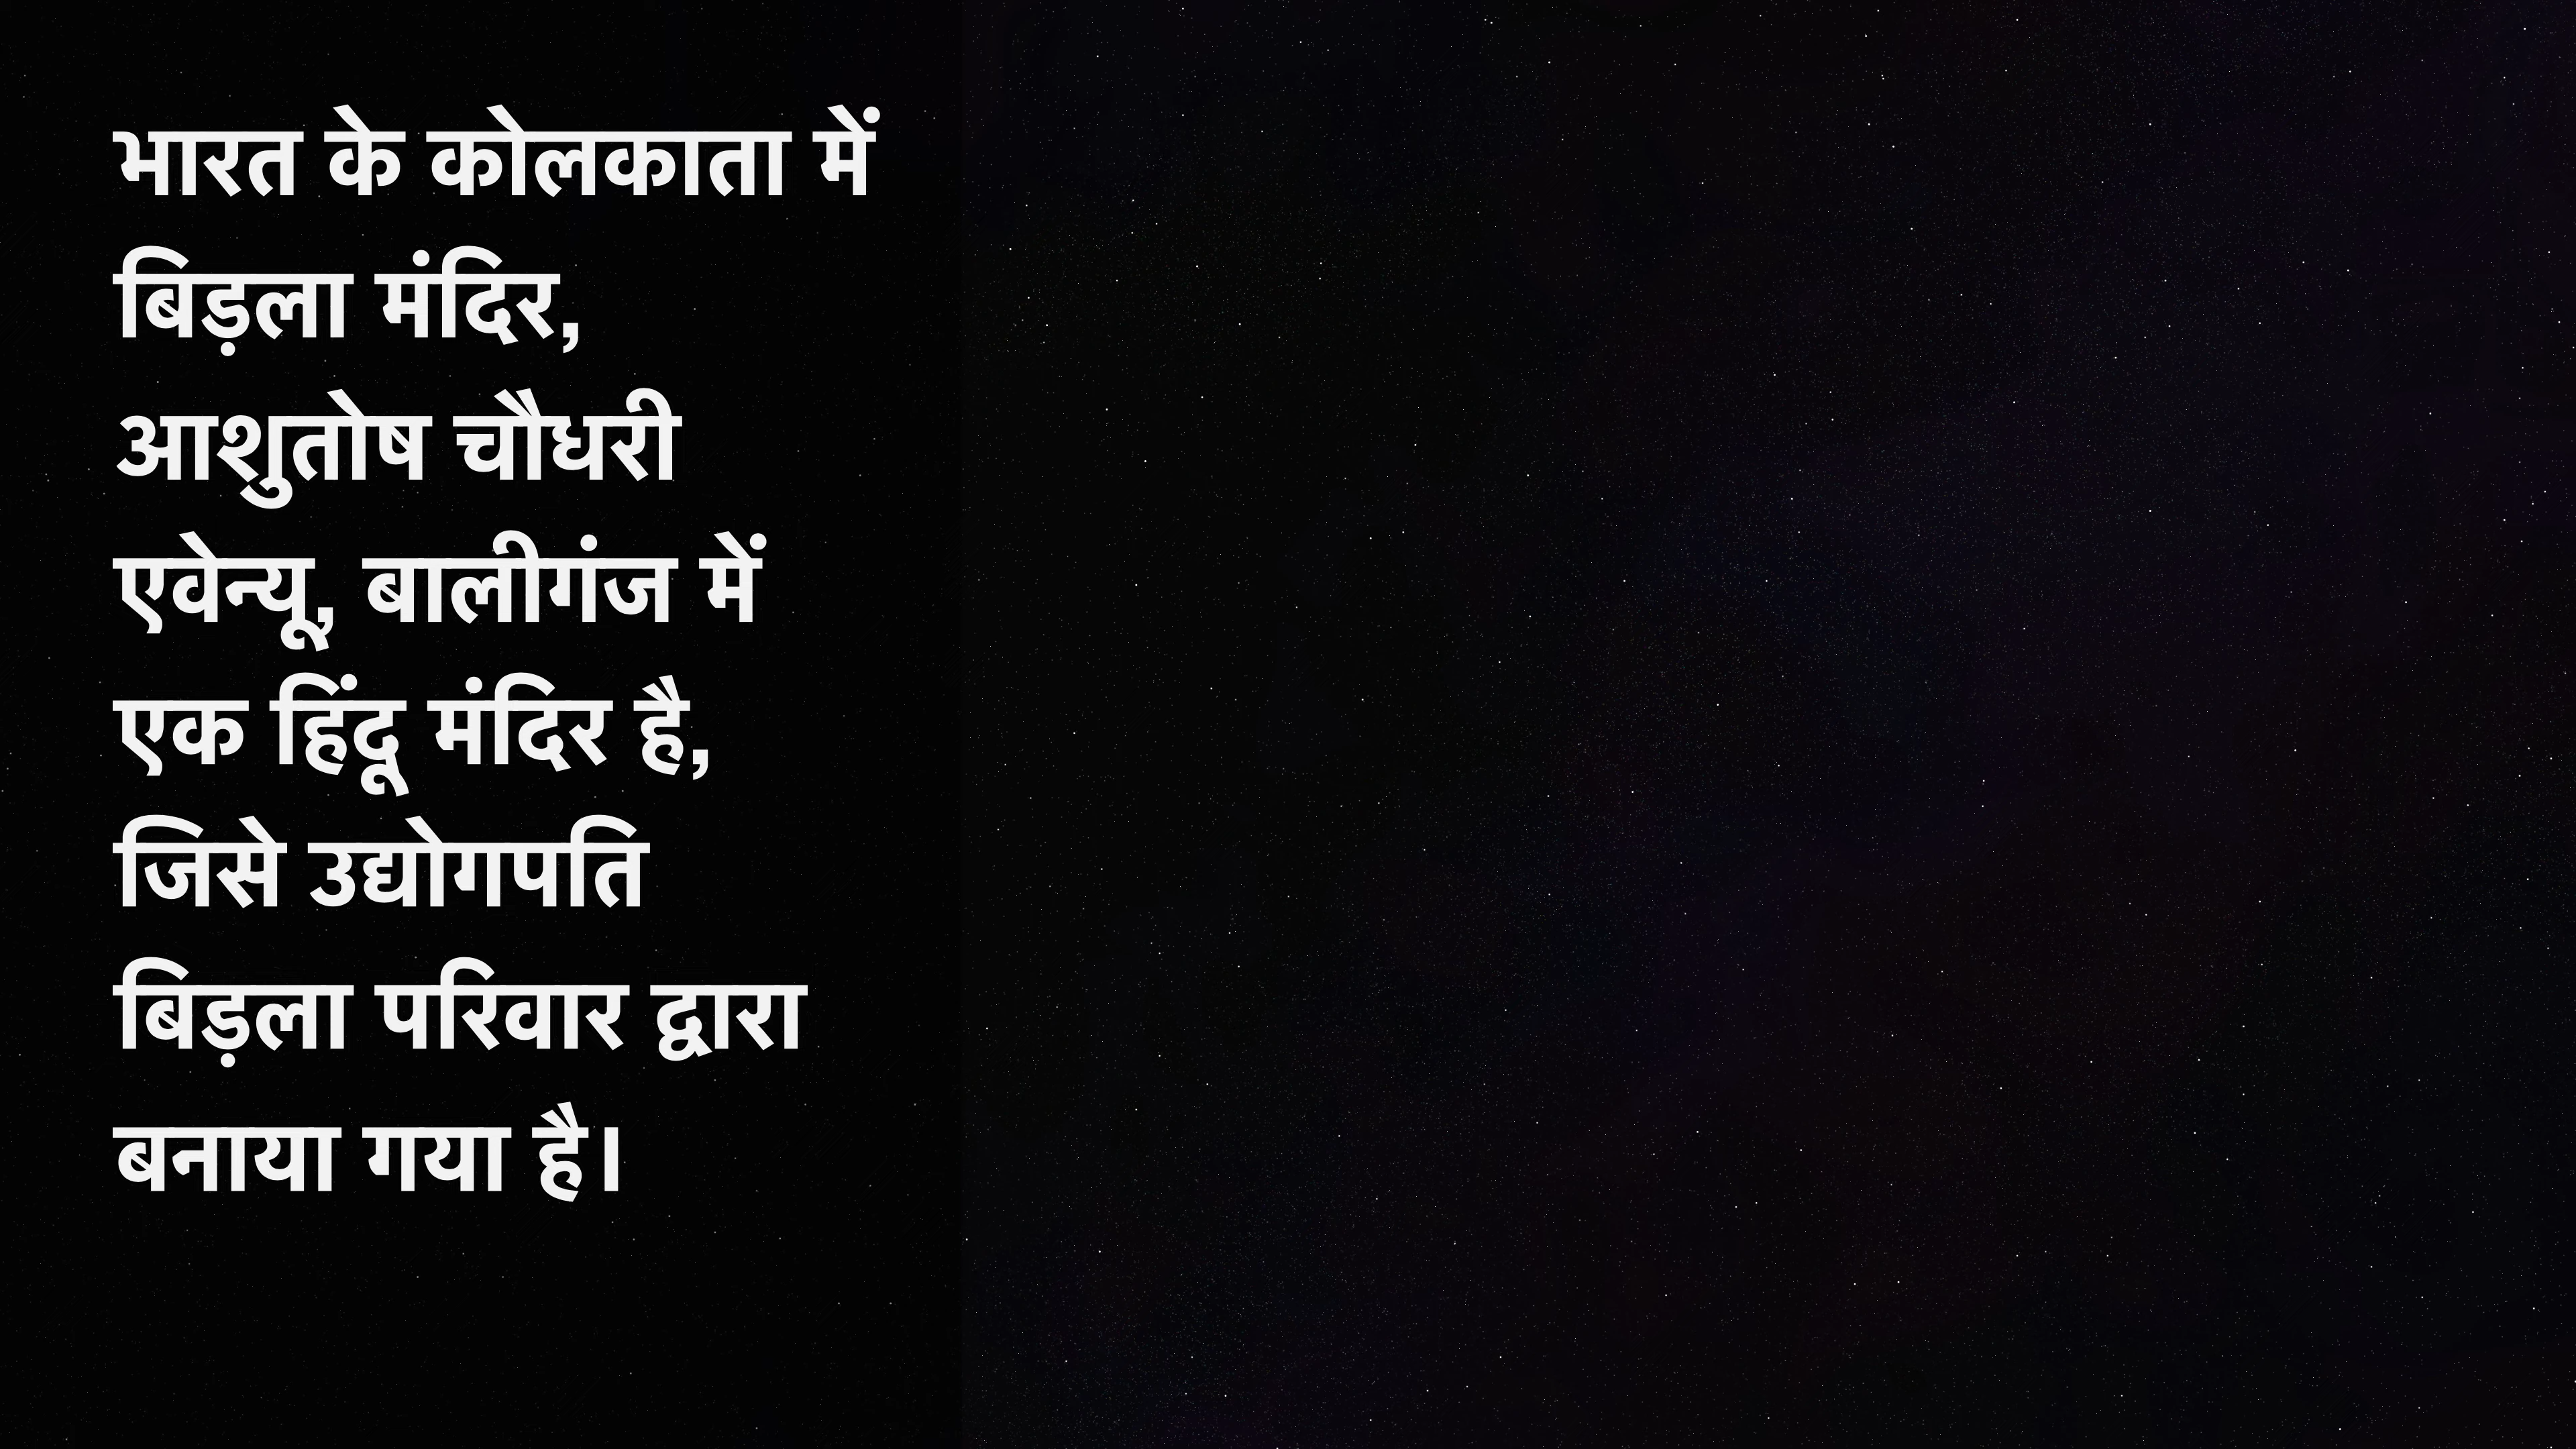 भारत के कोलकाता में
बिड़ला मंदिर,
आशुतोष चौधरी
एवेन्यू, बालीगंज में
एक हिंदू मंदिर है,
जिसे उद्योगपति
बिड़ला परिवार द्वारा
बनाया गया है।